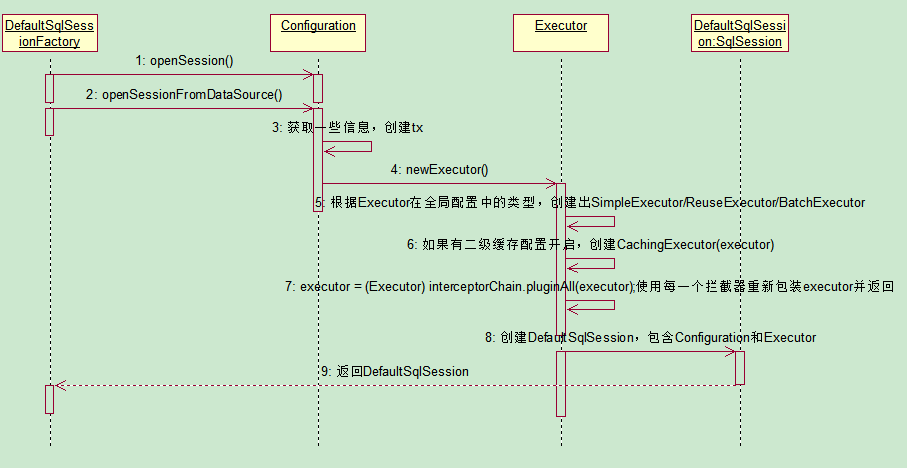 DefaultSqlSess
ionFactory
Configuration
Executor
DefaultSqlSessi
on:SqlSession
1: openSession()
2: openSessionFromDataSource()
3: 获取一些信息，创建tx
4: newExecutor()
5: 根据Executor在全局配置中的类型，创建出SimpleExecutor/ReuseExecutor/BatchExecutor
6: 如果有二级缓存配置开启，创建CachingExecutor(executor)
7: executor = (Executor) interceptorChain.pluginAll(executor);使用每一个拦截器重新包装executor并返回
8: 创建DefaultSqlSession，包含Configuration和Executor
9: 返回DefaultSqlSession